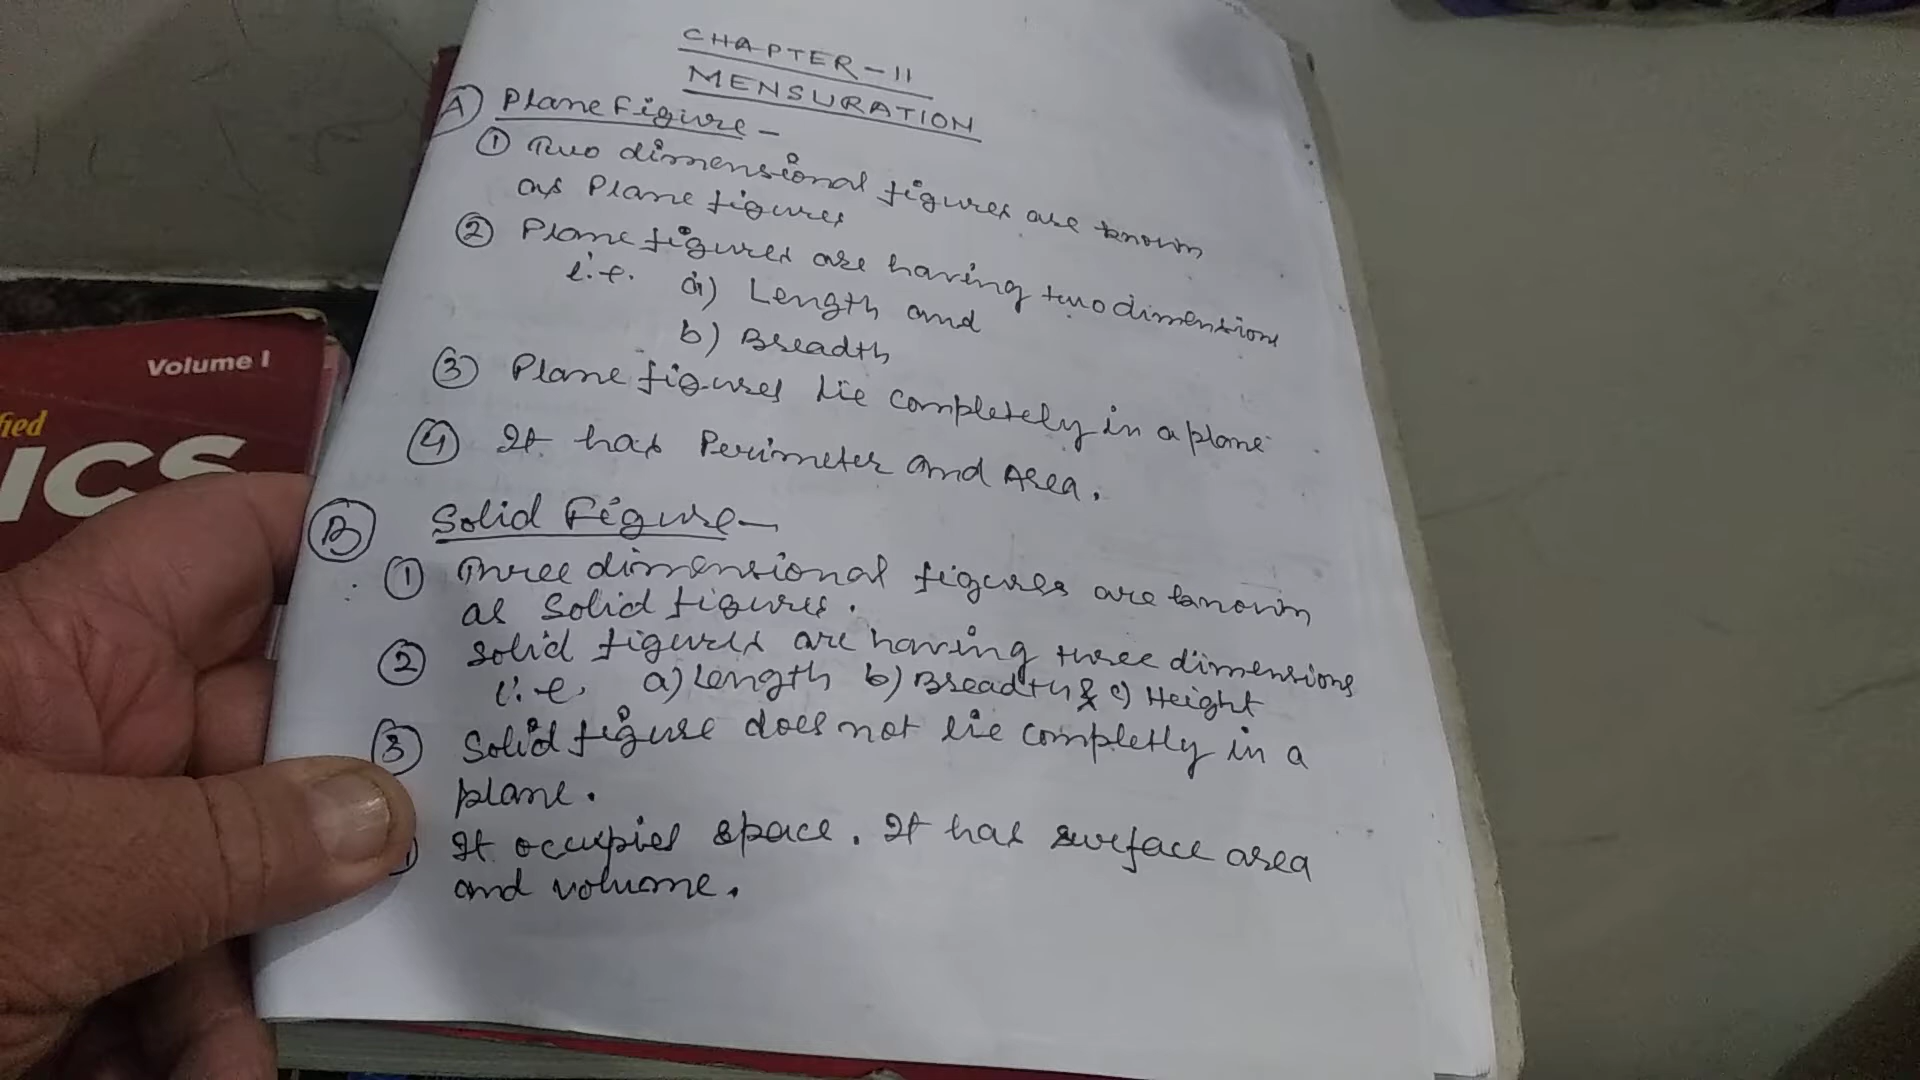 CHAPTER-11
MENSURATION
A) Plane Figure -
① Two dimensional figures are known
as Plane figures
② Plane figures are having two dimensions
i.e. a) Length and
b) Breadth
③ Plane figures lie completely in a plane
④ It has Perimeter and Area.
B) Solid Figure -
① Three dimensional figures are known
as Solid figures.
② solid figures are having three dimensions
i.e. a) Length b) Breadth & c) Height
③ Solid figure does not lie completly in a
plane.
It occupies space. It has surface area
and volume.
Volume I
fied
ICS